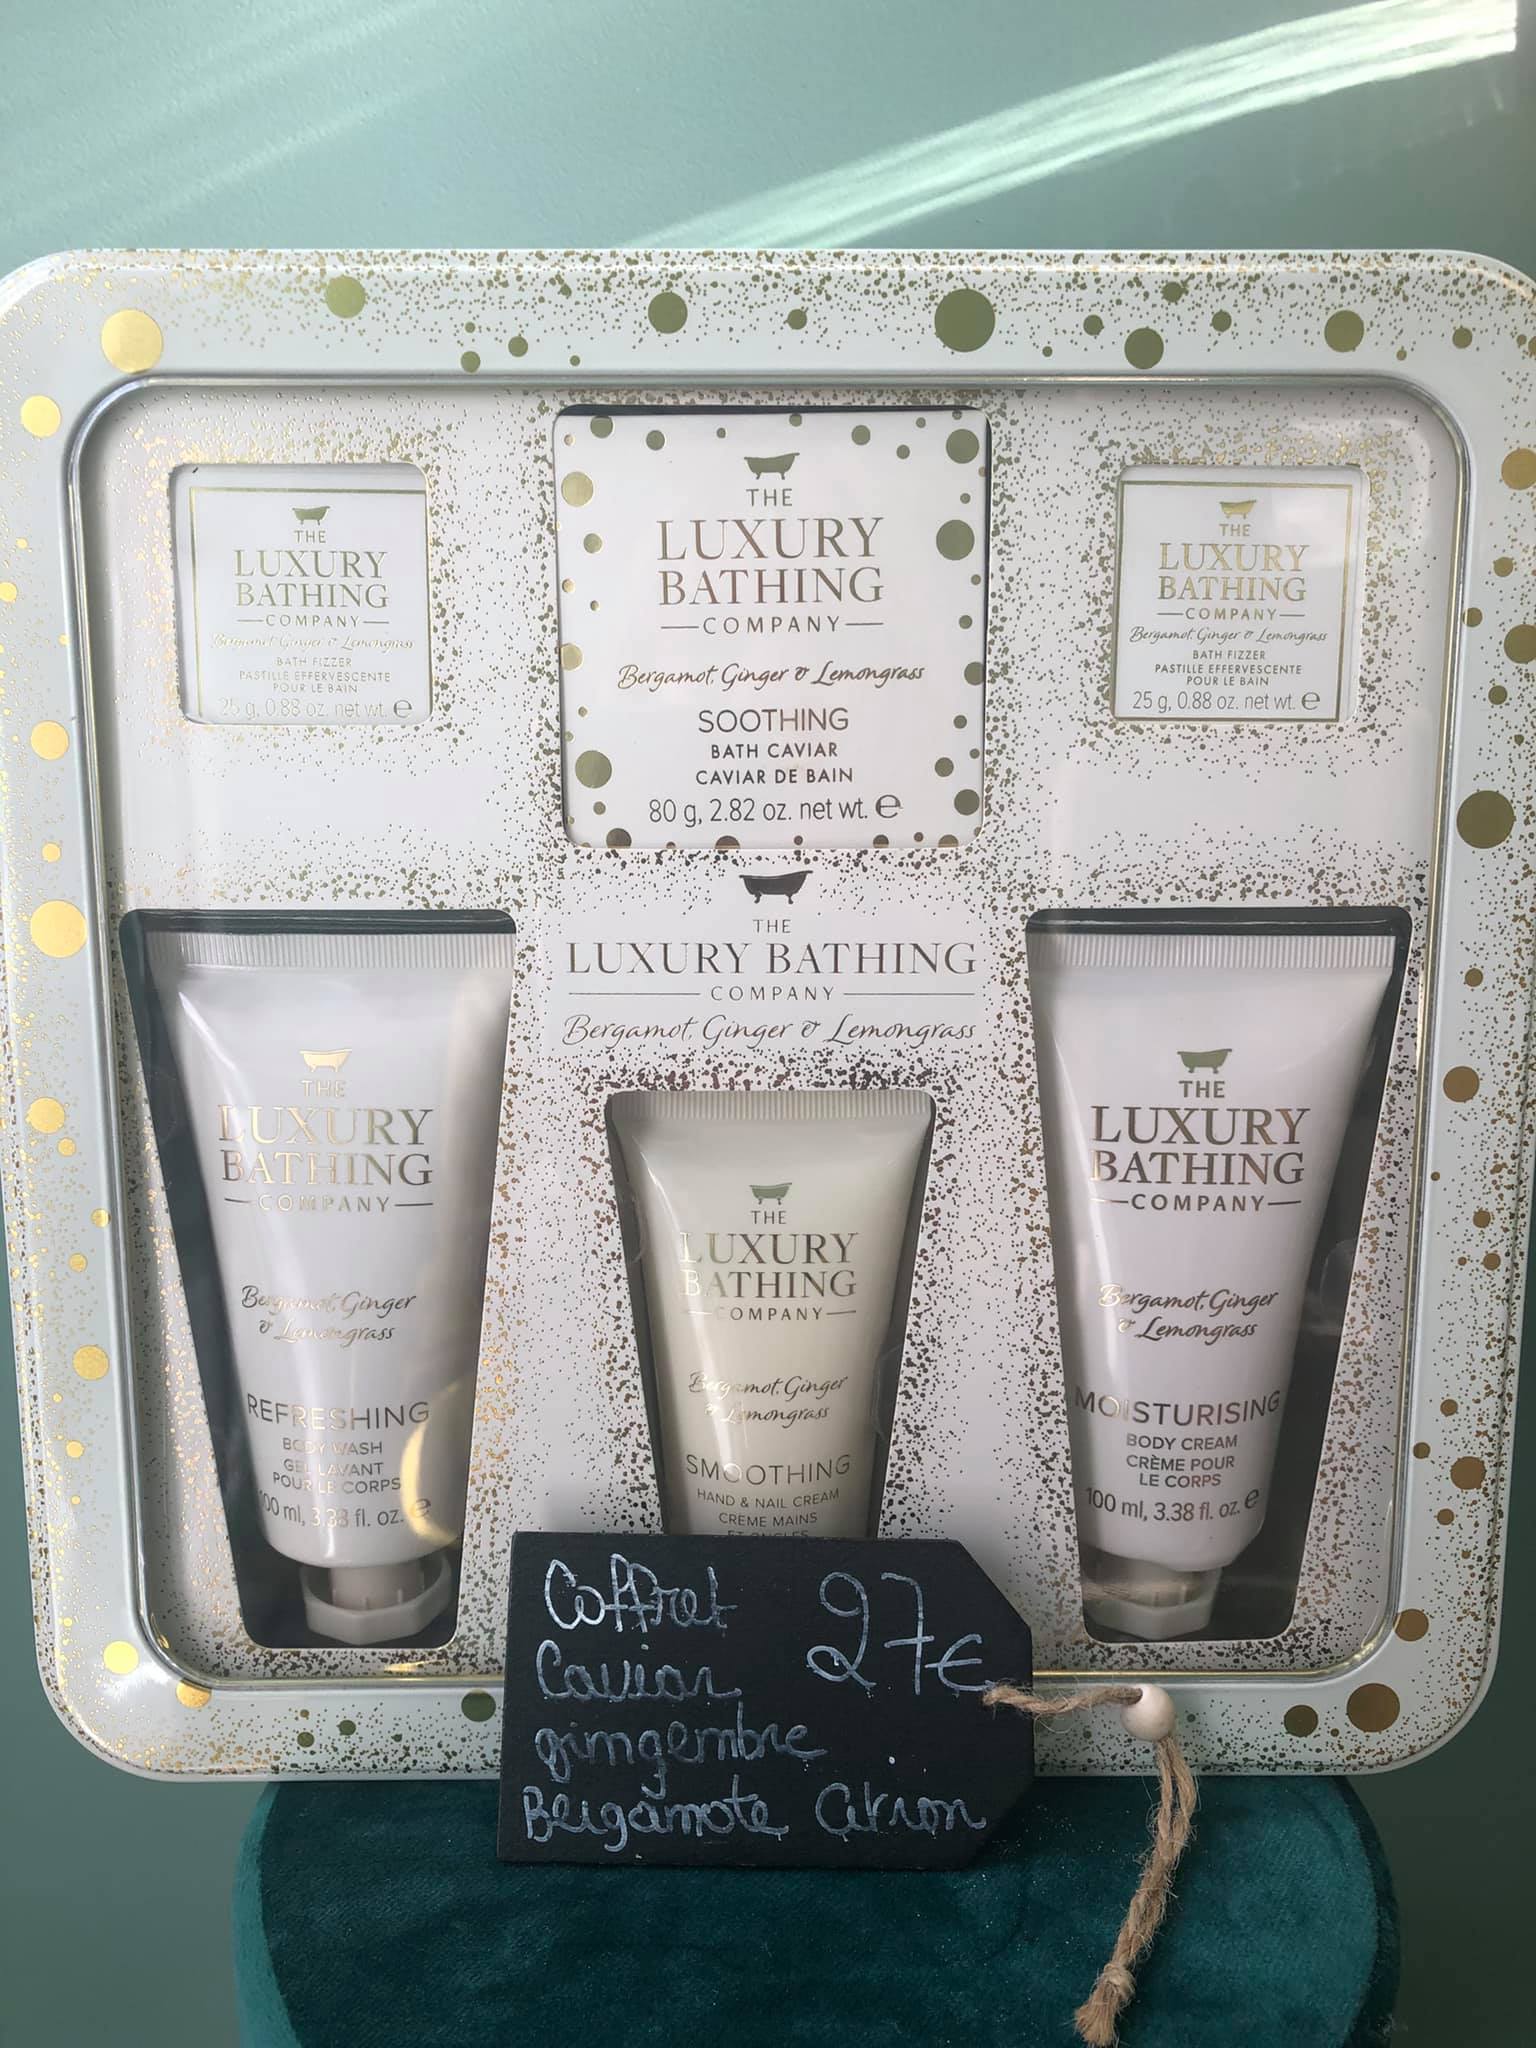 THE
LUXURY
BATHING
COMPANY
Bergamot, Ginger & Lemongrass
BATH FIZZER
PASTILLE EFFERVESCENTE
POUR LE BAIN
25 g, 0.88 oz. net wt. e
THE
LUXURY
BATHING
COMPANY
Bergamot, Ginger & Lemongrass
SOOTHING
BATH CAVIAR
CAVIAR DE BAIN
80 g, 2.82 oz. net wt. e
THE
LUXURY
BATHING
COMPANY
Bergamot, Ginger & Lemongrass
BATH FIZZER
PASTILLE EFFERVESCENTE
POUR LE BAIN
25 g, 0.88 oz. net wt. e
THE
LUXURY BATHING
COMPANY
Bergamot, Ginger & Lemongrass
THE
LUXURY
BATHING
COMPANY
Bergamot, Ginger
& Lemongrass
REFRESHING
BODY WASH
GEL LAVANT
POUR LE CORPS
100 ml, 3.38 fl. oz. e
THE
LUXURY
BATHING
COMPANY
Bergamot, Ginger
& Lemongrass
SMOOTHING
HAND & NAIL CREAM
CRÈME MAINS
ET ONGLES
THE
LUXURY
BATHING
COMPANY
Bergamot, Ginger
& Lemongrass
MOISTURISING
BODY CREAM
CRÈME POUR
LE CORPS
100 ml, 3.38 fl. oz. e
Coffret 27€
Caviar
gimgembre
Bergamote Citron